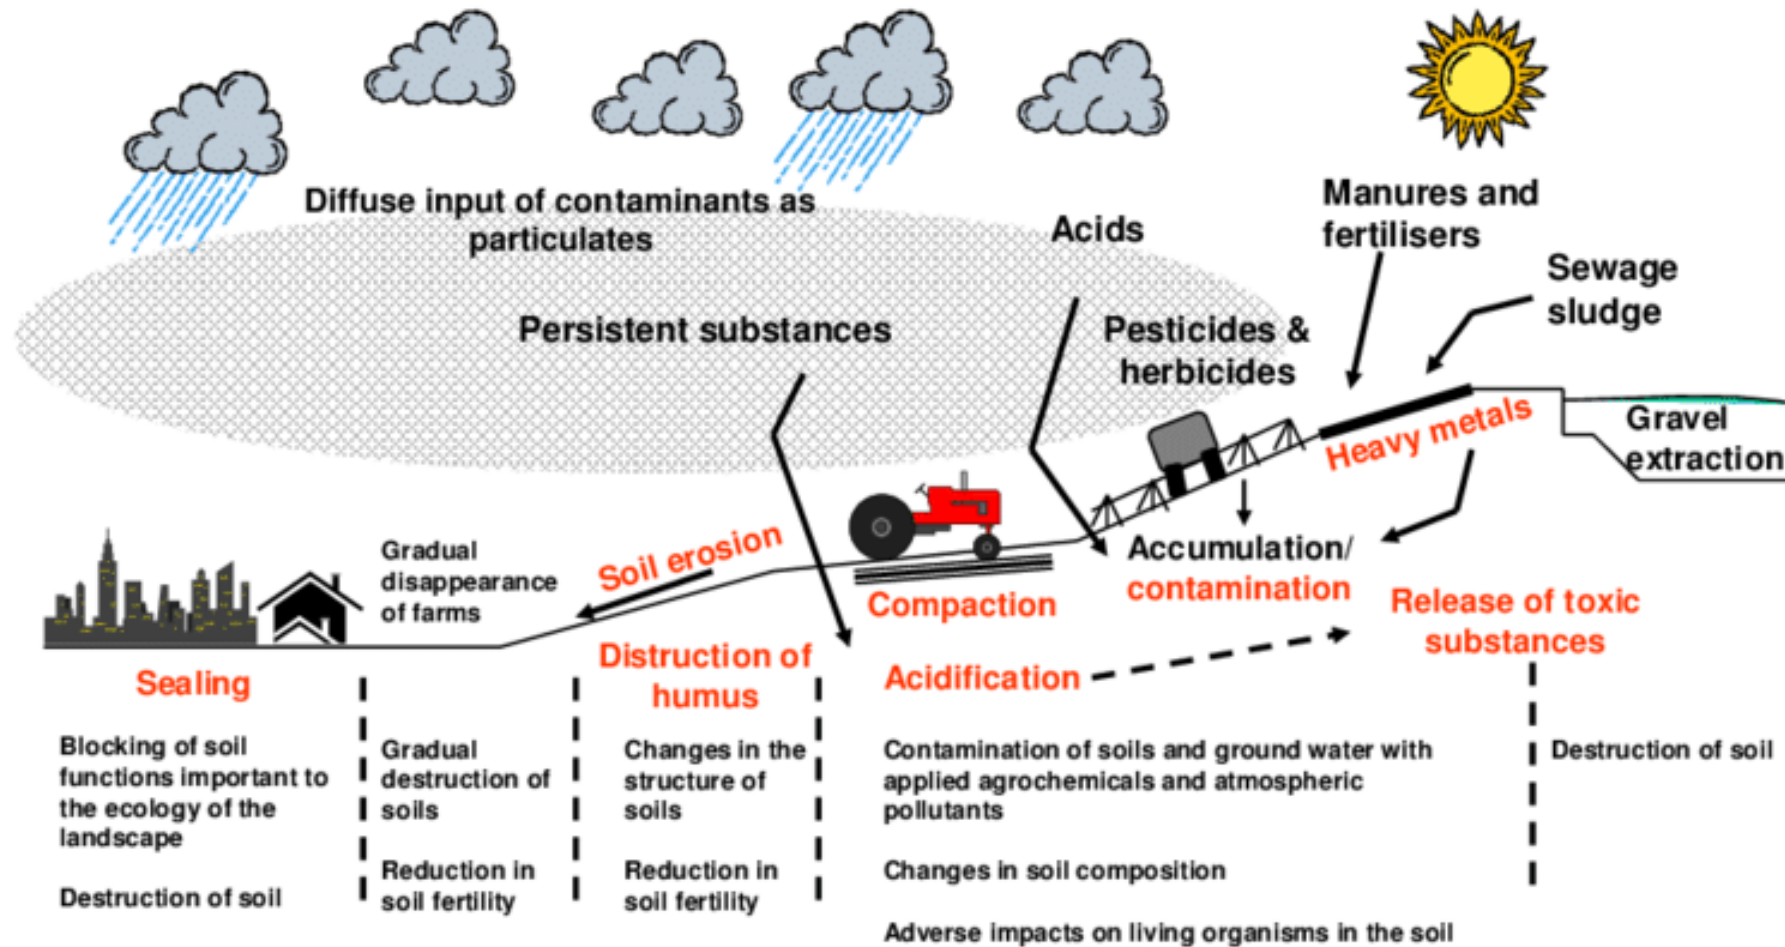 Diffuse input of contaminants as
particulates
Acids
Manures and
fertilisers
Sewage
sludge
Persistent substances
Pesticides &
herbicides
Gravel
extraction
Heavy metals
Soil erosion
Gradual
disappearance
of farms
Compaction
Accumulation/
contamination
Release of toxic
substances
Sealing
Distruction of
humus
Acidification
Blocking of soil
functions important to
the ecology of the
landscape
Destruction of soil
Gradual
destruction of
soils
Reduction in
soil fertility
Changes in the
structure of
soils
Reduction in
soil fertility
Contamination of soils and ground water with
applied agrochemicals and atmospheric
pollutants
Changes in soil composition
Adverse impacts on living organisms in the soil
Destruction of soil